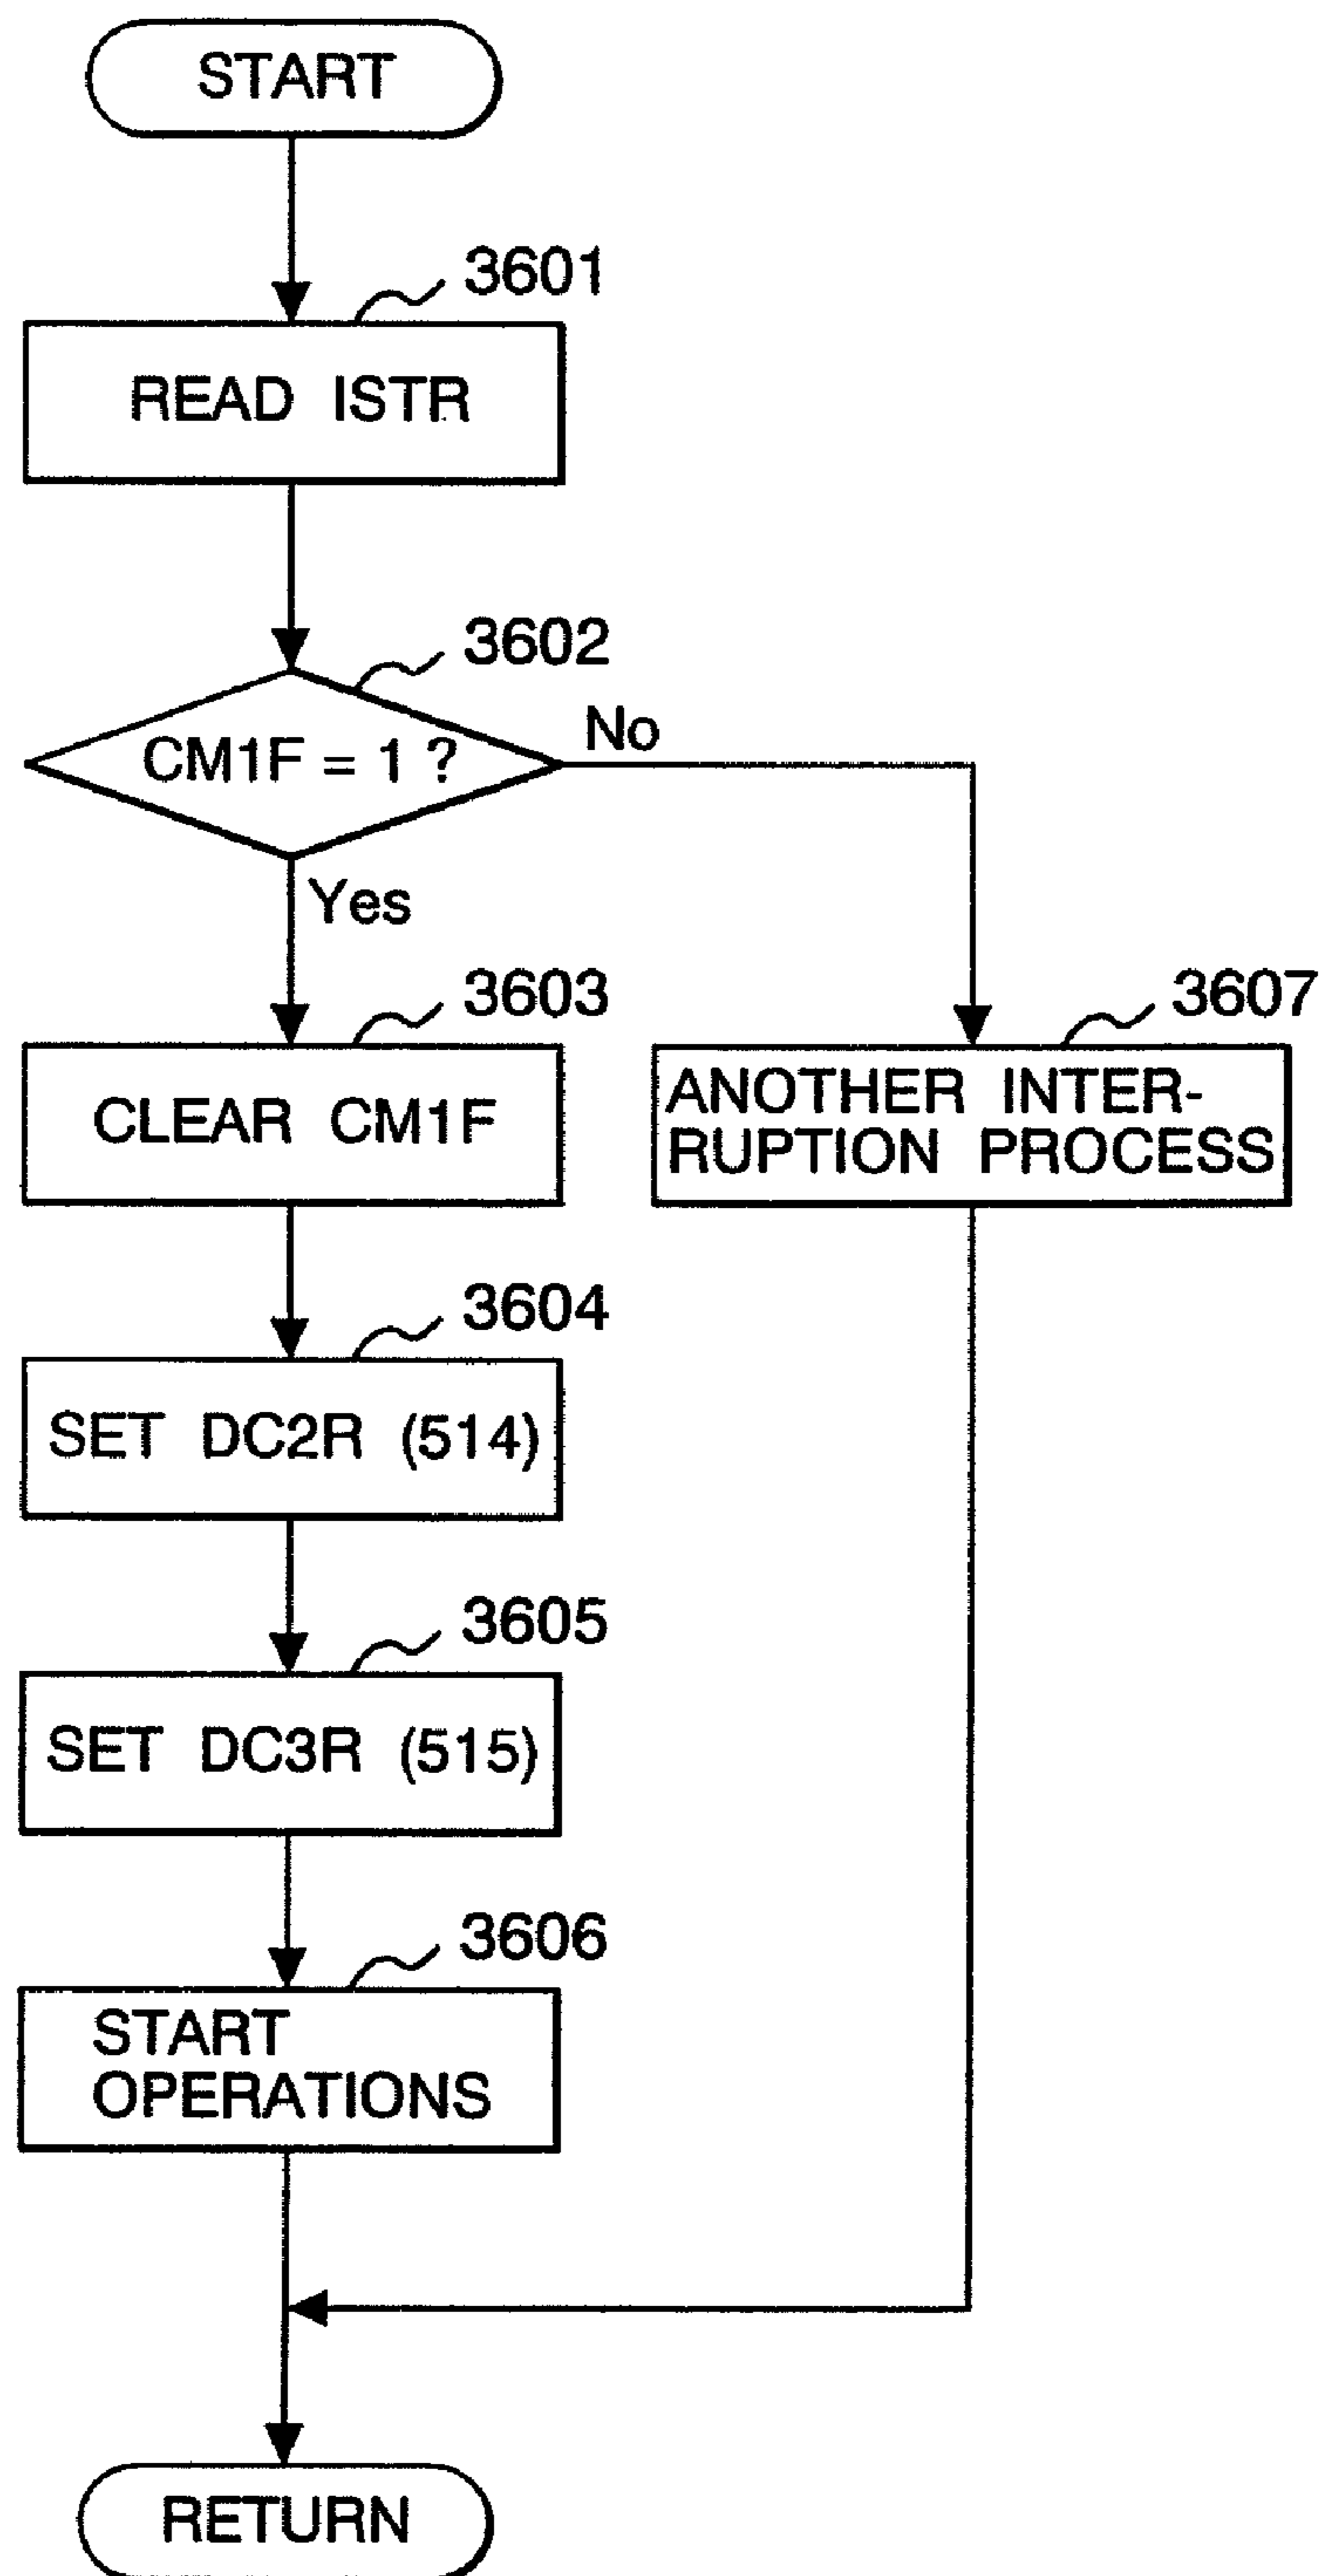 START
3601
READ ISTR
3602
CM1F = 1 ?
No
Yes
3603
CLEAR CM1F
3607
ANOTHER INTER-
RUPTION PROCESS
3604
SET DC2R (514)
3605
SET DC3R (515)
3606
START
OPERATIONS
RETURN